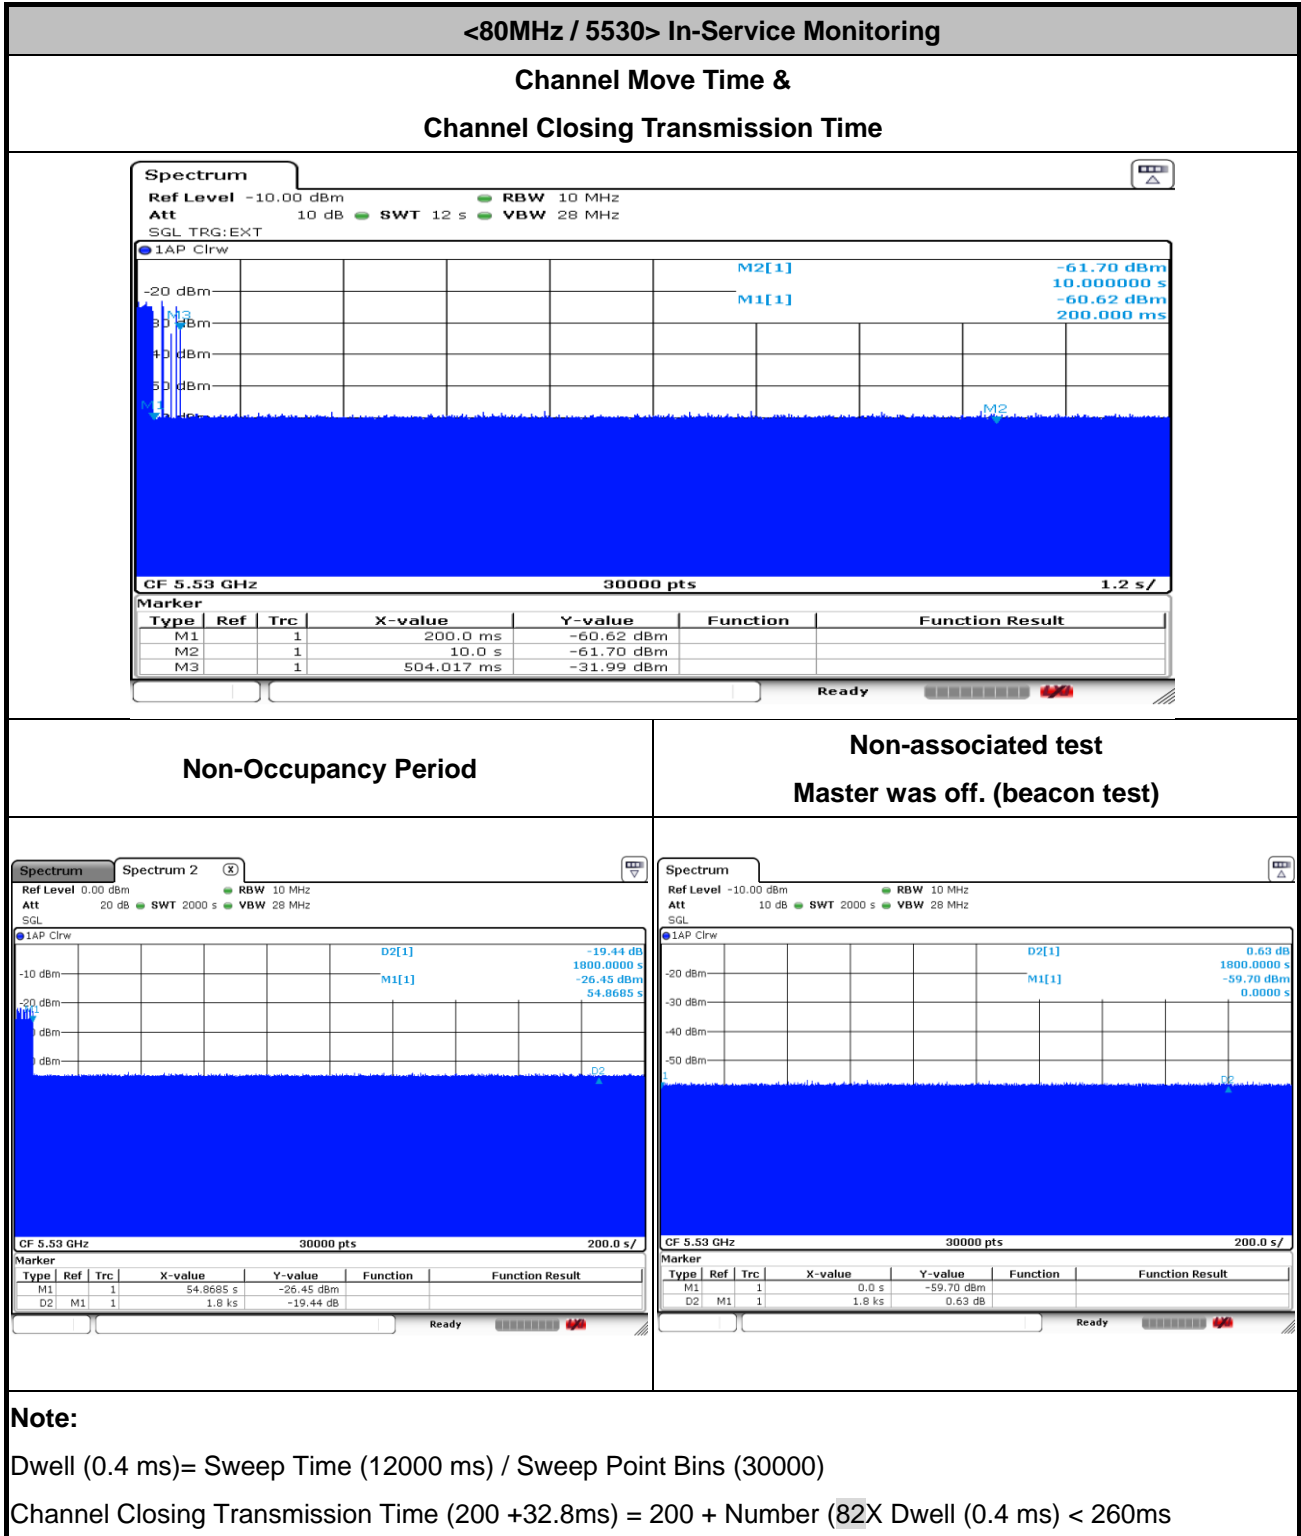 <80MHz / 5530> In-Service Monitoring
Channel Move Time &
Channel Closing Transmission Time
Spectrum
Ref Level -10.00 dBm RBW 10 MHz
Att 10 dB SWT 12 s VBW 28 MHz
SGL TRG:EXT
1AP Clrw
M2[1] -61.70 dBm
10.000000 s
M1[1] -60.62 dBm
200.000 ms
-20 dBm
M3
dBm
dBm
dBm
M1
M2
CF 5.53 GHz 30000 pts 1.2 s/
Marker
Type Ref Trc X-value Y-value Function Function Result
M1 1 200.0 ms -60.62 dBm
M2 1 10.0 s -61.70 dBm
M3 1 504.017 ms -31.99 dBm
Ready
Non-Occupancy Period
Non-associated test
Master was off. (beacon test)
Spectrum Spectrum 2 X
Ref Level 0.00 dBm RBW 10 MHz
Att 20 dB SWT 2000 s VBW 28 MHz
SGL
1AP Clrw
D2[1] -19.44 dB
1800.0000 s
M1[1] -26.45 dBm
54.8685 s
-10 dBm
-20 dBm
dBm
dBm
D2
CF 5.53 GHz 30000 pts 200.0 s/
Marker
Type Ref Trc X-value Y-value Function Function Result
M1 1 54.8685 s -26.45 dBm
D2 M1 1 1.8 ks -19.44 dB
Ready
Spectrum
Ref Level -10.00 dBm RBW 10 MHz
Att 10 dB SWT 2000 s VBW 28 MHz
SGL
1AP Clrw
D2[1] 0.63 dB
1800.0000 s
M1[1] -59.70 dBm
0.0000 s
-20 dBm
-30 dBm
-40 dBm
-50 dBm
1
D2
CF 5.53 GHz 30000 pts 200.0 s/
Marker
Type Ref Trc X-value Y-value Function Function Result
M1 1 0.0 s -59.70 dBm
D2 M1 1 1.8 ks 0.63 dB
Ready
Note:
Dwell (0.4 ms)= Sweep Time (12000 ms) / Sweep Point Bins (30000)
Channel Closing Transmission Time (200 +32.8ms) = 200 + Number (82X Dwell (0.4 ms) < 260ms